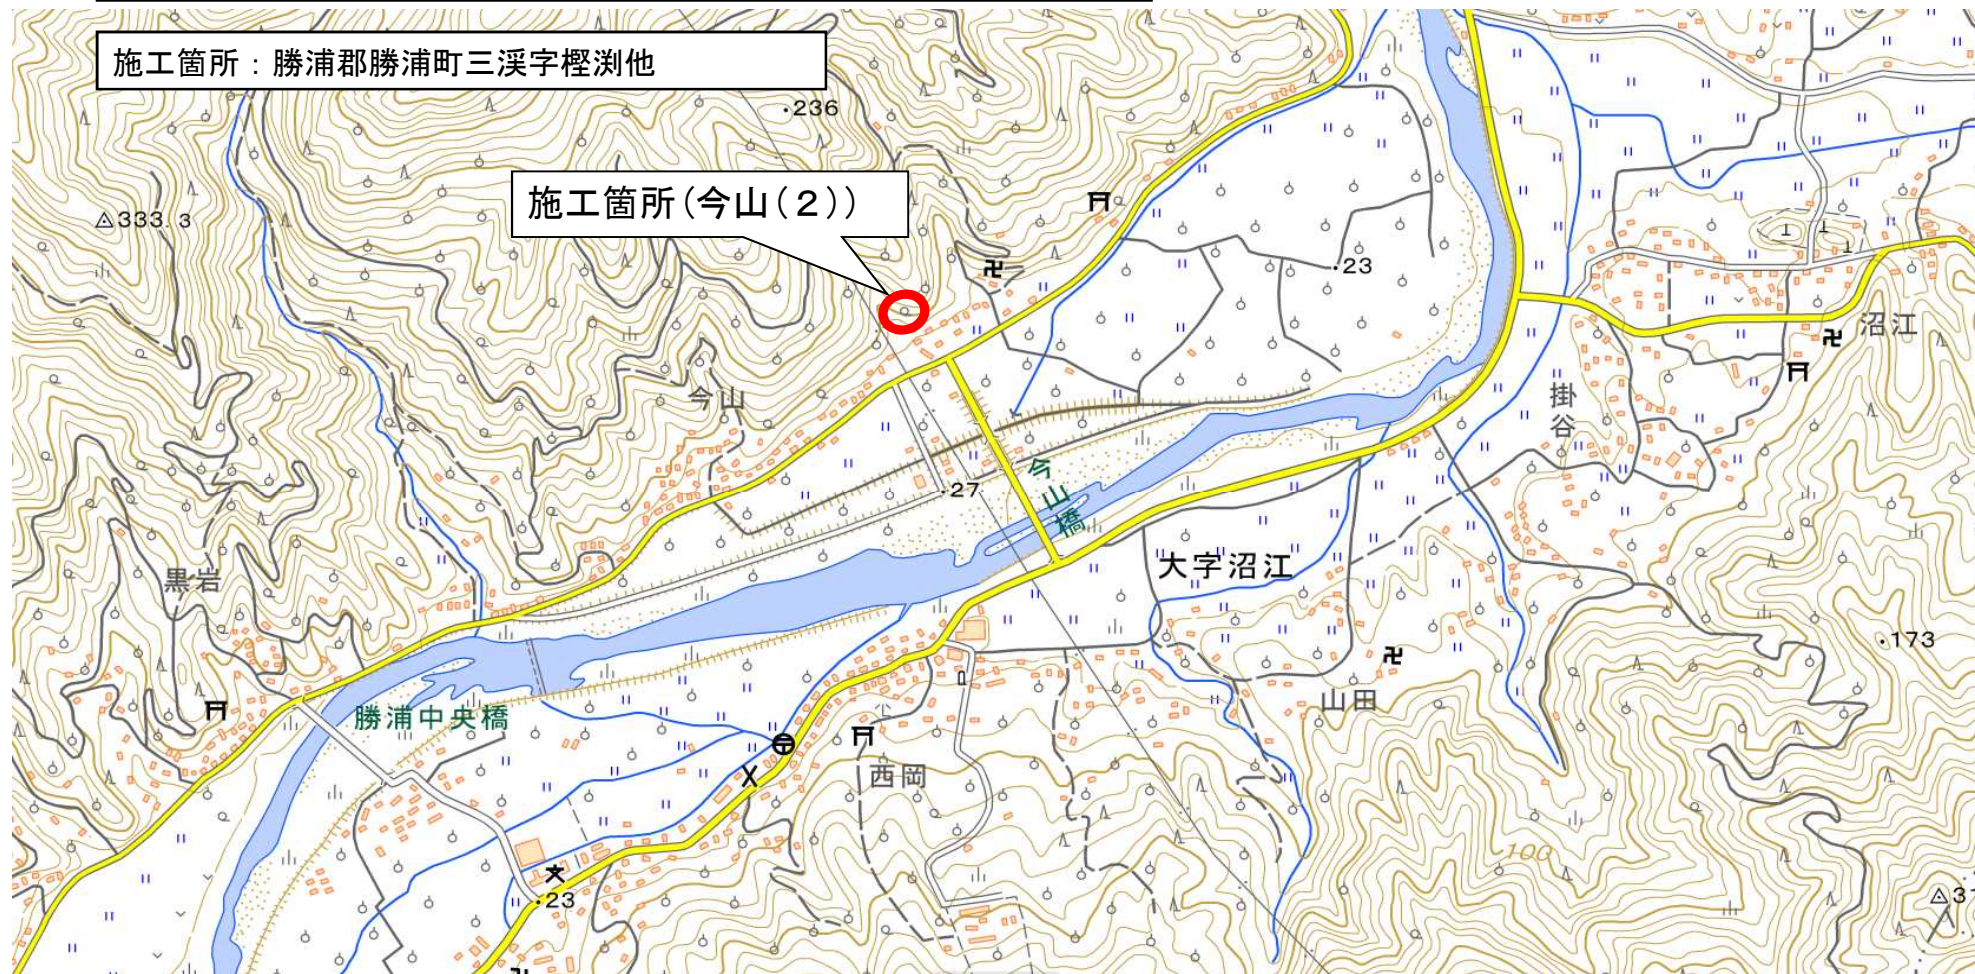 施工箇所：勝浦郡勝浦町三渓字樫渕他
・236
施工箇所（今山（２））
333.3
・23
沼江
掛谷
今山
・27
今山橋
大字沼江
黒岩
・173
山田
勝浦中央橋
西岡
100
・23